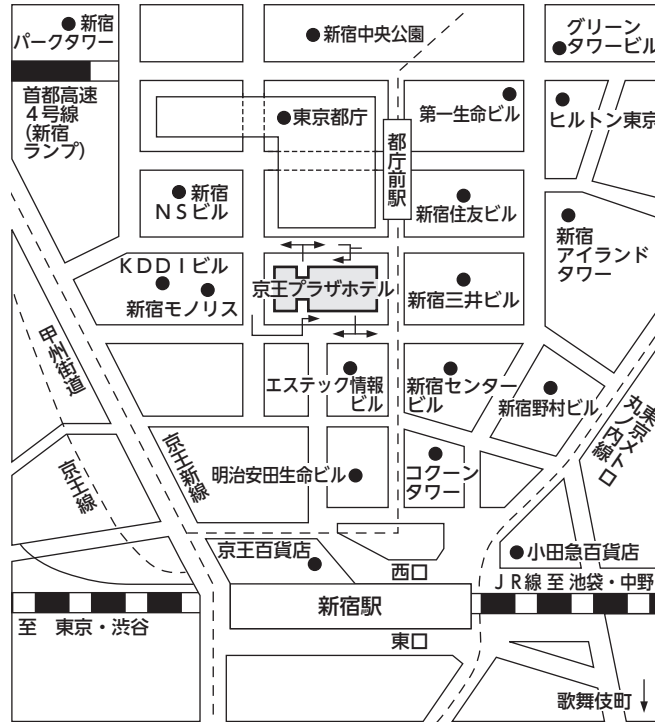 新宿
パークタワー
新宿中央公園
グリーン
タワービル
首都高速
4号線
(新宿
ランプ)
東京都庁
第一生命ビル
ヒルトン東京
都庁前駅
新宿
NSビル
新宿住友ビル
新宿
アイランド
タワー
KDDIビル
新宿モノリス
京王プラザホテル
新宿三井ビル
甲州街道
エステック情報
ビル
新宿センター
ビル
新宿野村ビル
東京メトロ
丸ノ内線
京王線
京王新線
明治安田生命ビル
コクーン
タワー
京王百貨店
西口
小田急百貨店
JR線 至 池袋・中野
新宿駅
至 東京・渋谷
東口
歌舞伎町